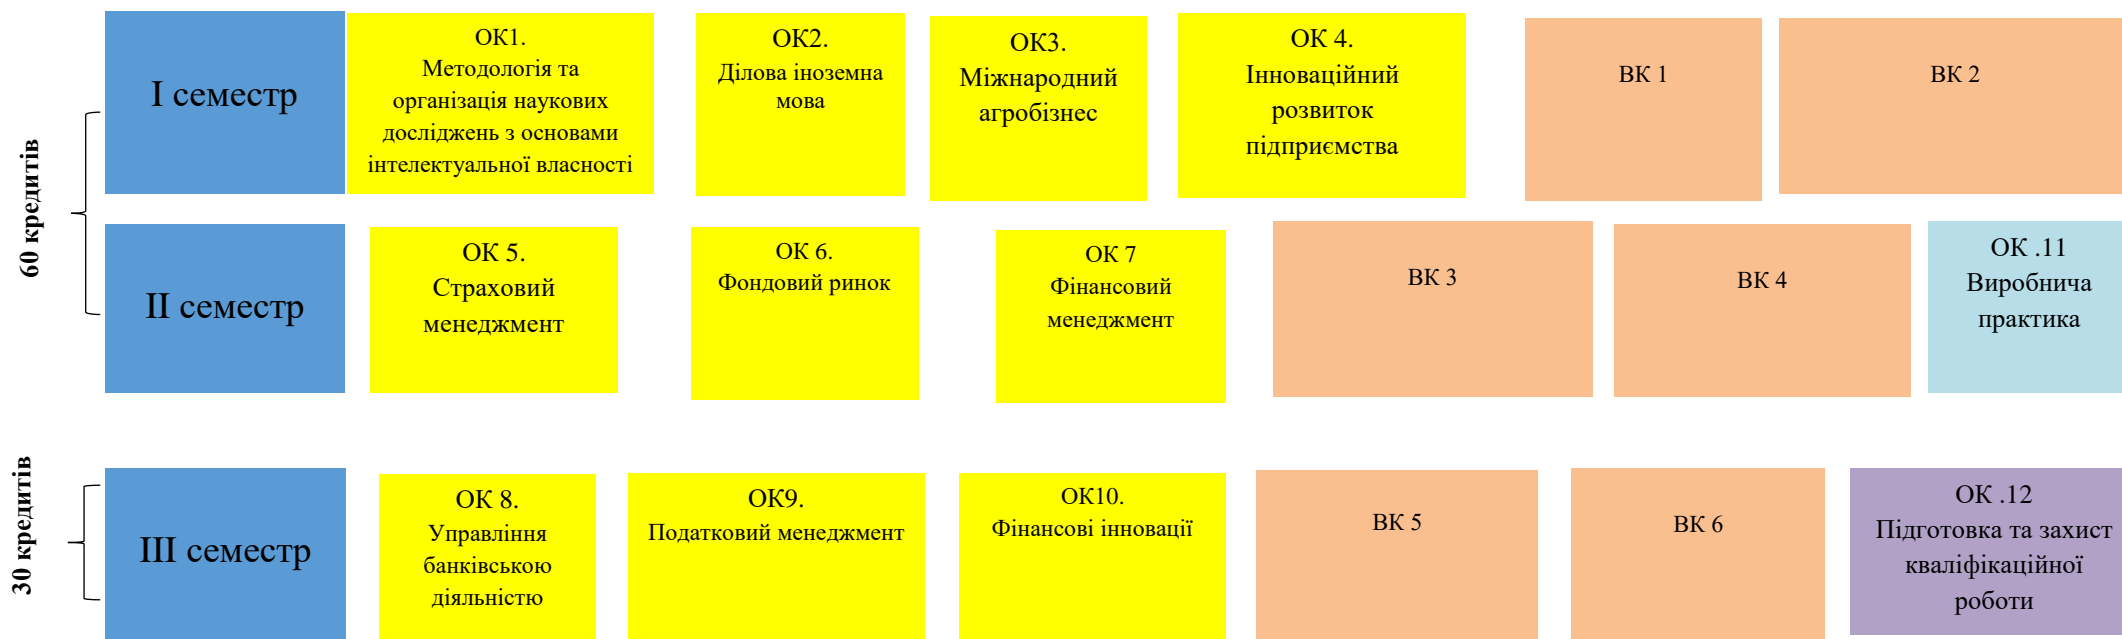 60 кредитів
I семестр
ОК1.
Методологія та
організація наукових
досліджень з основами
інтелектуальної власності
ОК2.
Ділова іноземна
мова
ОК3.
Міжнародний
агробізнес
ОК 4.
Інноваційний
розвиток
підприємства
ВК 1
ВК 2
II семестр
ОК 5.
Страховий
менеджмент
ОК 6.
Фондовий ринок
ОК 7
Фінансовий
менеджмент
ВК 3
ВК 4
ОК .11
Виробнича
практика
30 кредитів
III семестр
ОК 8.
Управління
банківською
діяльністю
ОК9.
Податковий менеджмент
ОК10.
Фінансові інновації
ВК 5
ВК 6
ОК .12
Підготовка та захист
кваліфікаційної
роботи